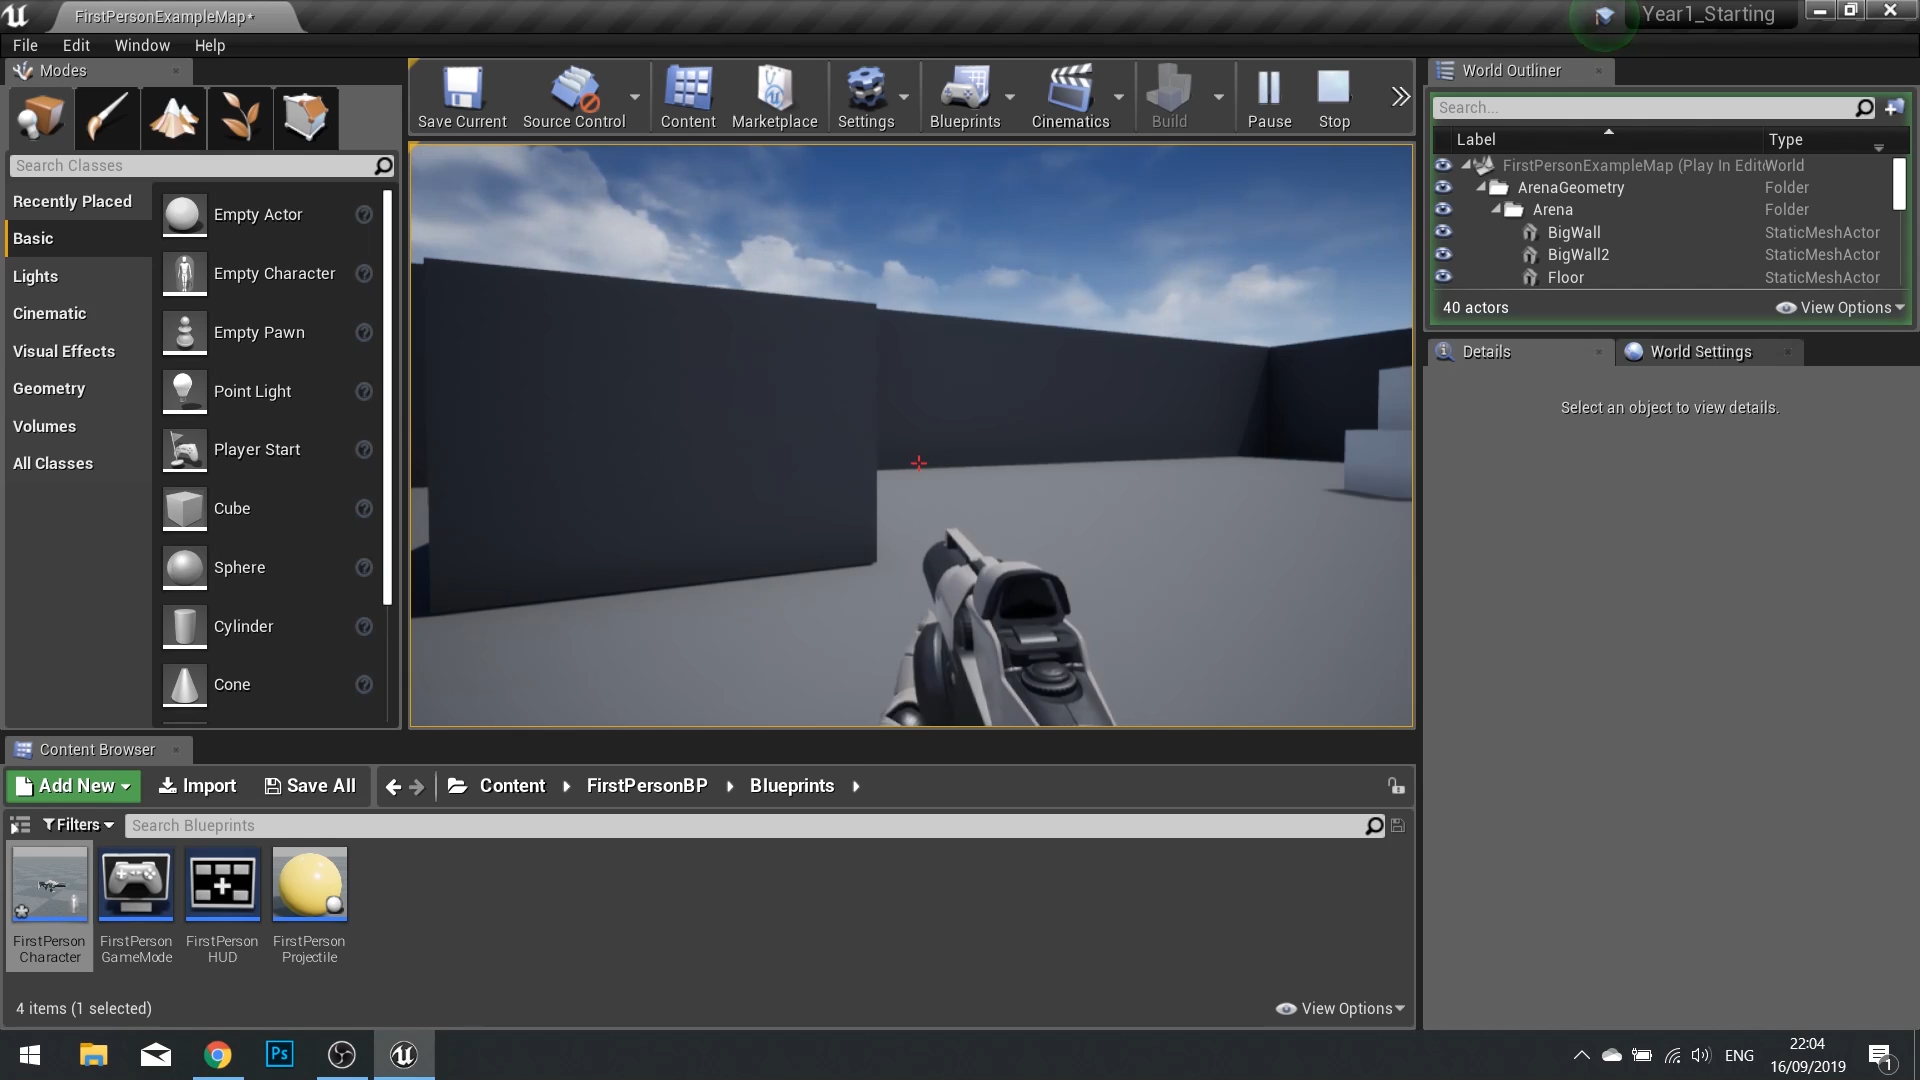 FirstPersonExampleMap*
Year1_Starting
File Edit Window Help
Modes
Save Current
Source Control
Content
Marketplace
Settings
Blueprints
Cinematics
Build
Pause
Stop
World Outliner
Search...
Label
Type
FirstPersonExampleMap (Play In Edit World
ArenaGeometry Folder
Arena Folder
BigWall StaticMeshActor
BigWall2 StaticMeshActor
Floor StaticMeshActor
40 actors
View Options
Details
World Settings
Select an object to view details.
Search Classes
Recently Placed
Basic
Lights
Cinematic
Visual Effects
Geometry
Volumes
All Classes
Empty Actor
Empty Character
Empty Pawn
Point Light
Player Start
Cube
Sphere
Cylinder
Cone
Content Browser
Add New
Import
Save All
Content
FirstPersonBP
Blueprints
Filters
Search Blueprints
FirstPerson
Character
FirstPerson
GameMode
FirstPerson
HUD
FirstPerson
Projectile
4 items (1 selected)
View Options
Ps
ENG
22:04
16/09/2019
1